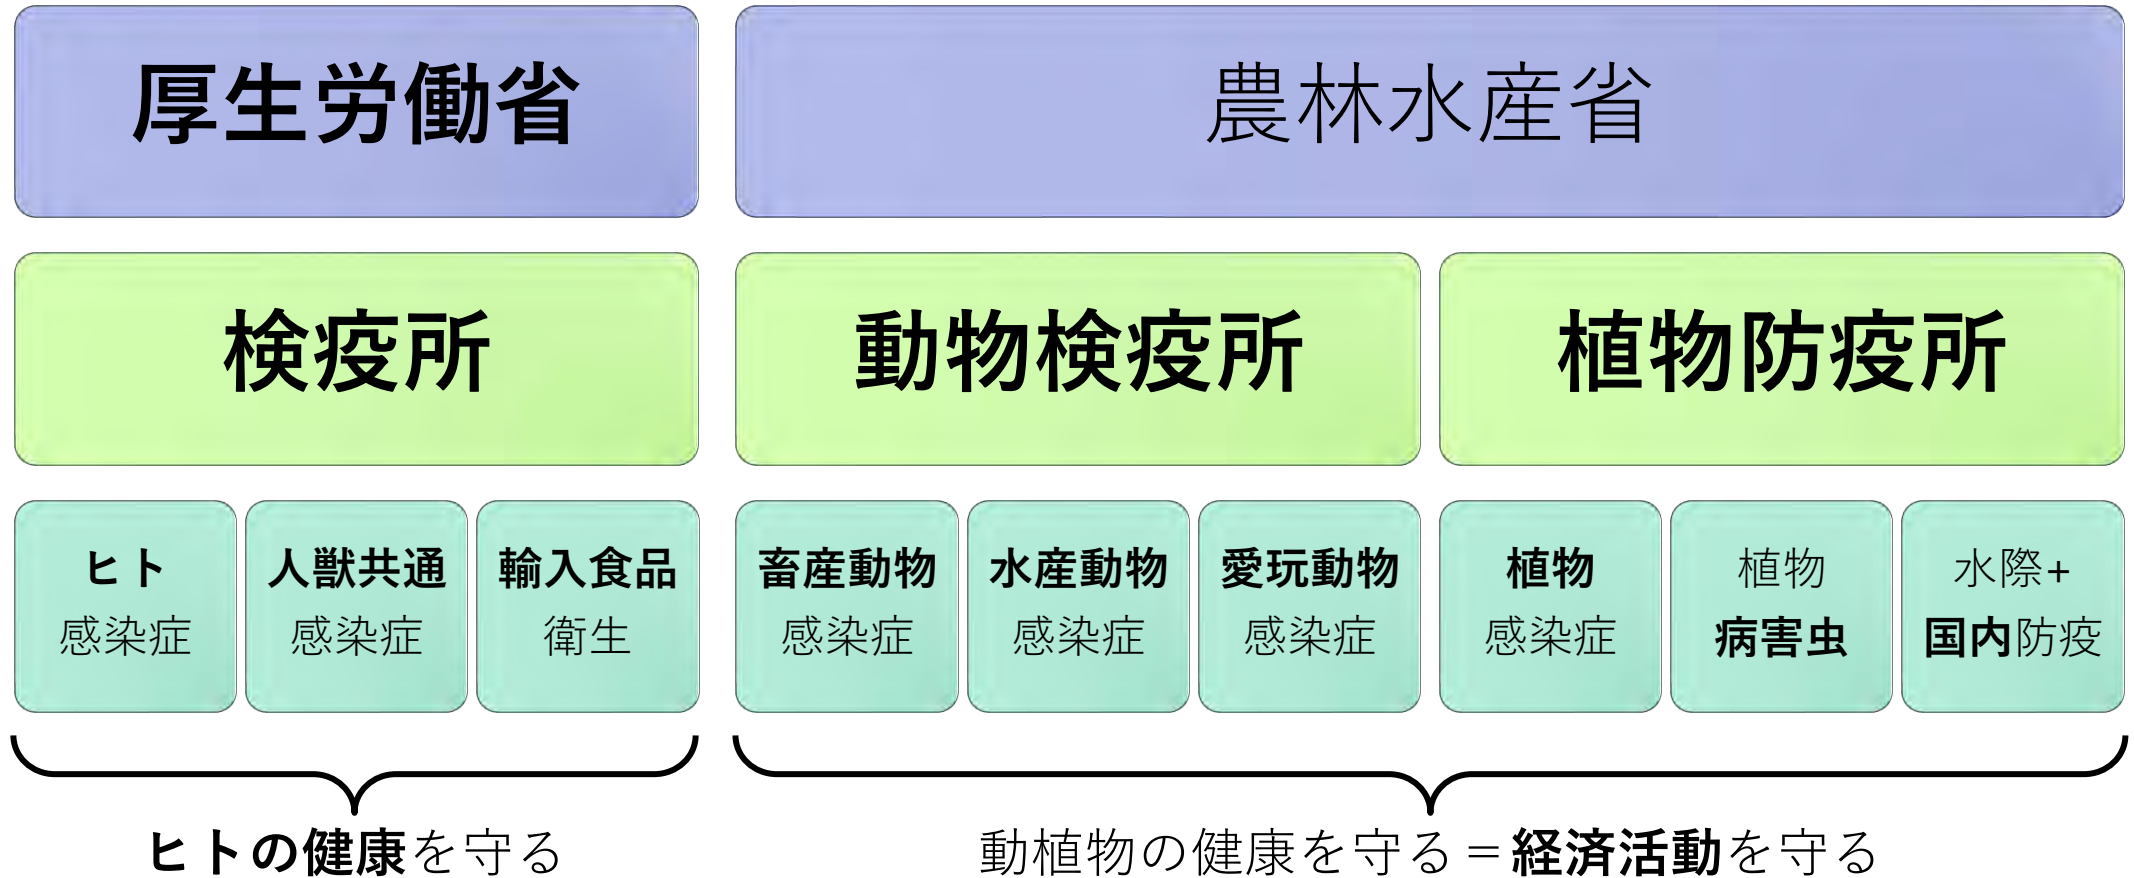 厚生労働省
農林水産省
検疫所
動物検疫所
植物防疫所
ヒト
感染症
人獣共通
感染症
輸入食品
衛生
畜産動物
感染症
水産動物
感染症
愛玩動物
感染症
植物
感染症
植物
病害虫
水際+
国内防疫
ヒトの健康を守る
動植物の健康を守る＝経済活動を守る